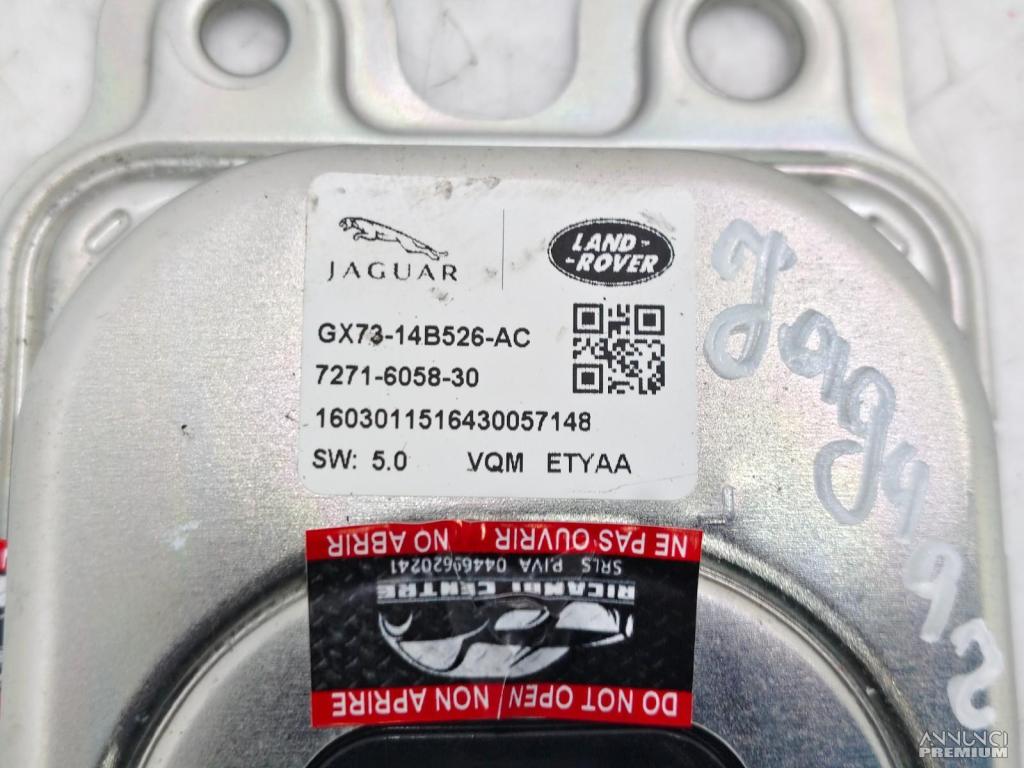 JAGUAR
LAND-
-ROVER
GX73-14B526-AC
7271-6058-30
1603011516430057148
SW: 5.0 VQM ETYAA
DO NOT OPEN / NON APRIRE
RICAMBI CENTRE
SRLS P.IVA 04469620241
NE PAS OUVRIR NO ABRIR
ANNUNCI
PREMIUM